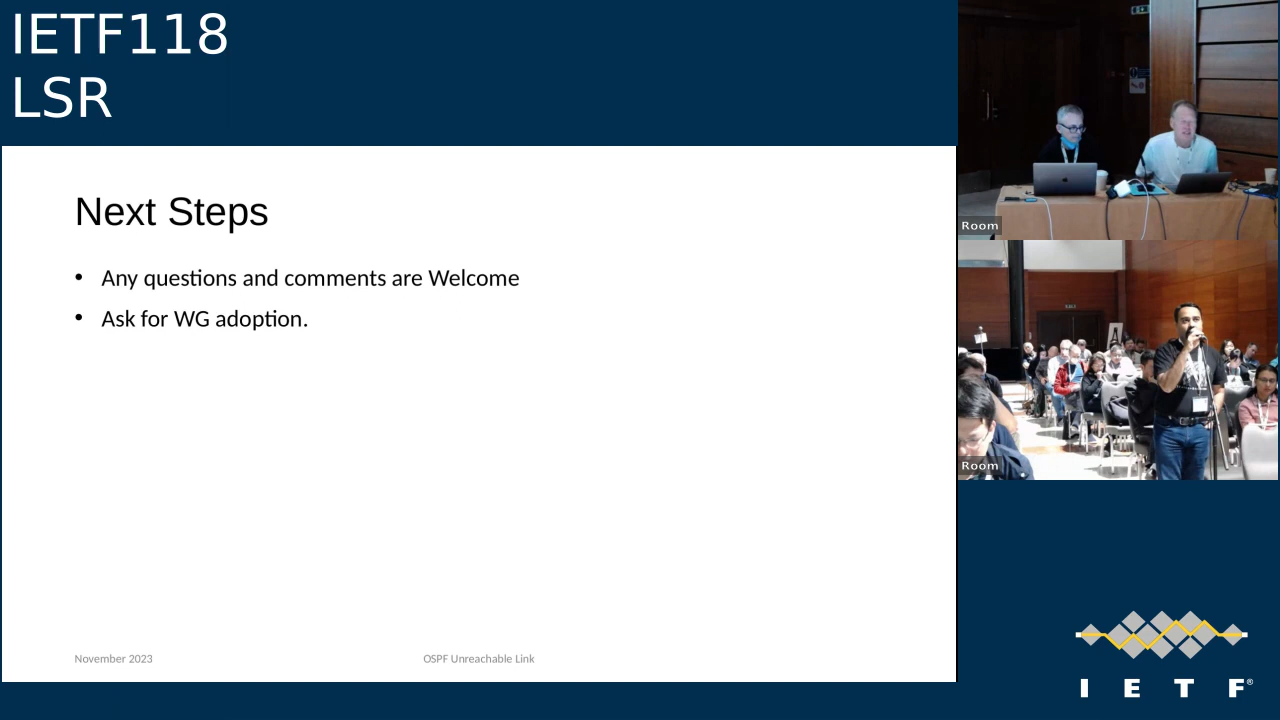 IETF118
LSR
Next Steps
• Any questions and comments are Welcome
• Ask for WG adoption.
November 2023
OSPF Unreachable Link
Room
Room
I E T F®